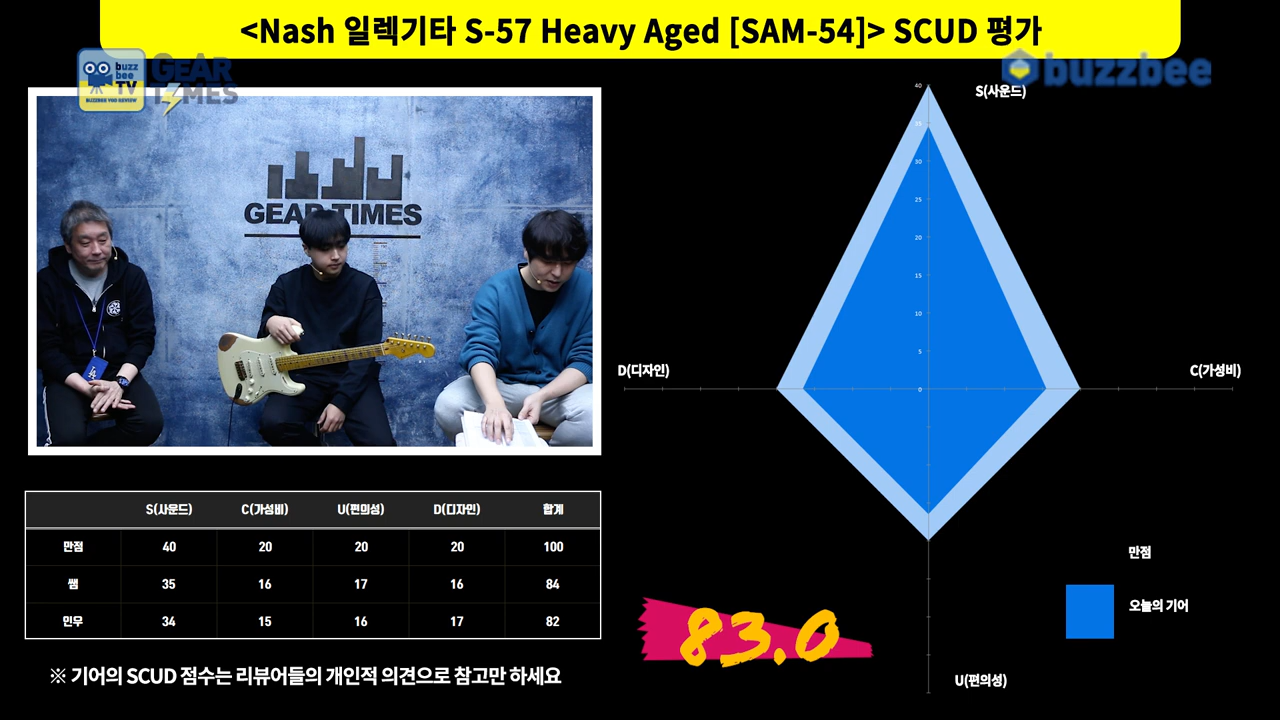 <Nash 일렉기타 S-57 Heavy Aged [SAM-54]> SCUD 평가
buzz
bee
TV
BUZZBEE VOD REVIEW
GEAR
TIMES
buzzbee
GEAR TIMES
S(사운드)
40
35
30
25
20
15
10
5
0
D(디자인)
C(가성비)
U(편의성)
만점
오늘의 기어
S(사운드) C(가성비) U(편의성) D(디자인) 합계
만점 40 20 20 20 100
쌤 35 16 17 16 84
민우 34 15 16 17 82
83.0
※ 기어의 SCUD 점수는 리뷰어들의 개인적 의견으로 참고만 하세요